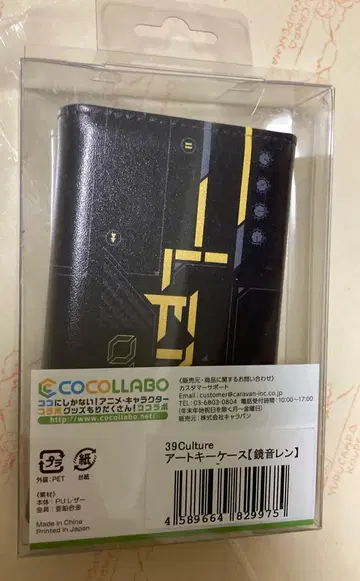 LEN
COCOLLABO
ココにしかない!アニメ・キャラクター
コラボグッズもりだくさん!ココラボ
http://www.cocollabo.net/
〈販売元・商品に関するお問い合わせ〉
カスタマーサポート
Email:customer@caravan-inc.co.jp
TEL:03-6803-0804 電話受付時間:10:00~17:00
(年末年始祝日を除く月~金曜日)
販売元:株式会社キャラバン
プラ
外装:PET
紙
台紙
〈素材〉
本体:PUレザー
金具:亜鉛合金
Made in China
Printed in Japan
39Culture
アートキーケース【鏡音レン】
4 589664 829975